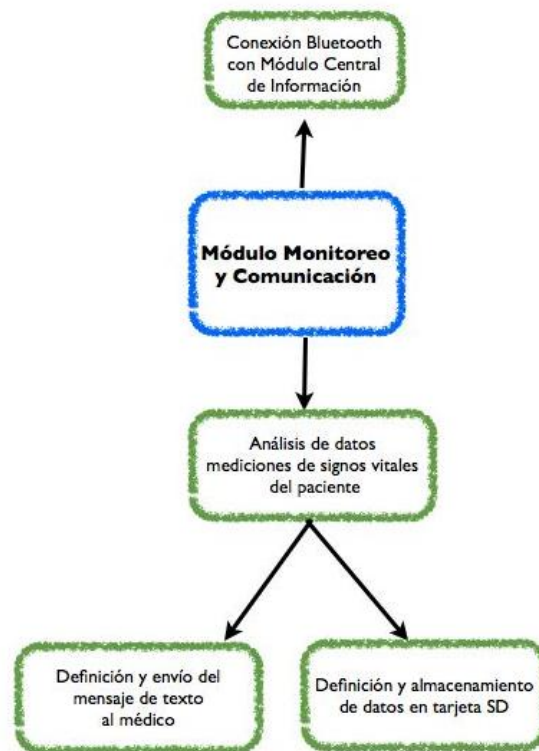 Conexión Bluetooth
con Módulo Central
de Información
Módulo Monitoreo
y Comunicación
Análisis de datos
mediciones de signos vitales
del paciente
Definición y envío del
mensaje de texto
al médico
Definición y almacenamiento
de datos en tarjeta SD